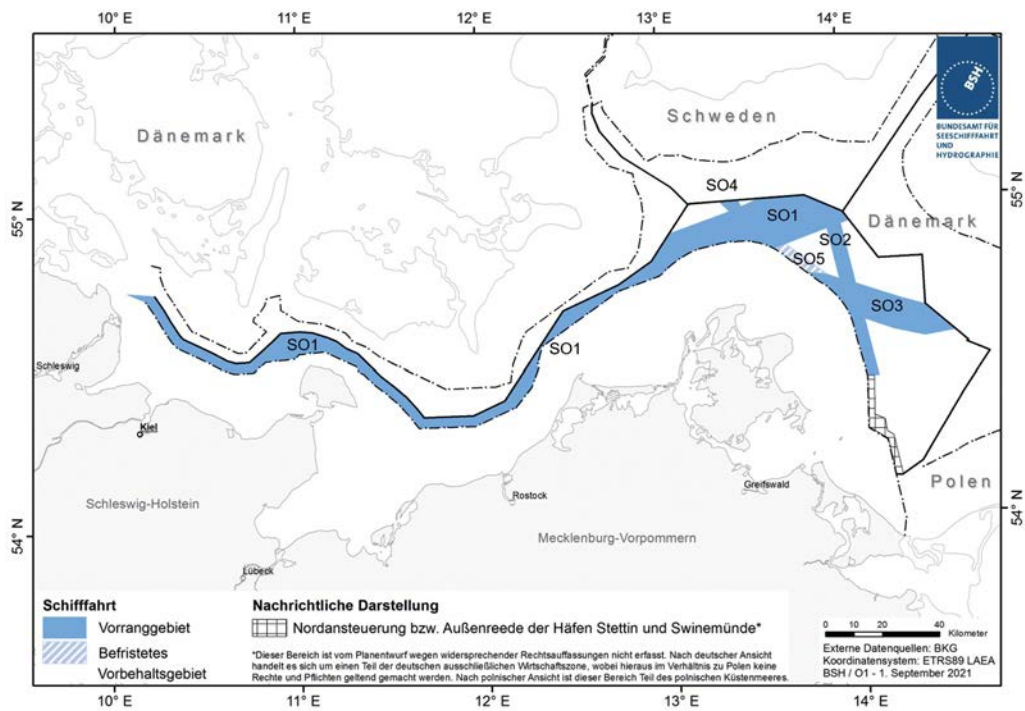 10° E
11° E
12° E
13° E
14° E
BSH
BUNDESAMT FÜR
SEESCHIFFFAHRT
UND
HYDROGRAPHIE
Schweden
Dänemark
55° N
55° N
SO4
SO1
Dänemark
SO2
SO5
SO3
SO1
SO1
Schleswig
Kiel
Schleswig-Holstein
Rostock
Greifswald
Polen
54° N
54° N
Mecklenburg-Vorpommern
Lübeck
Schifffahrt
Vorranggebiet
Befristetes
Vorbehaltsgebiet
Nachrichtliche Darstellung
Nordansteuerung bzw. Außenreede der Häfen Stettin und Swinemünde*
*Dieser Bereich ist vom Planentwurf wegen widersprechender Rechtsauffassungen nicht erfasst. Nach deutscher Ansicht
handelt es sich um einen Teil der deutschen ausschließlichen Wirtschaftszone, wobei hieraus im Verhältnis zu Polen keine
Rechte und Pflichten geltend gemacht werden. Nach polnischer Ansicht ist dieser Bereich Teil des polnischen Küstenmeeres.
0 10 20 40
Kilometer
Externe Datenquellen: BKG
Koordinatensystem: ETRS89 LAEA
BSH / O1 - 1. September 2021
10° E
11° E
12° E
13° E
14° E